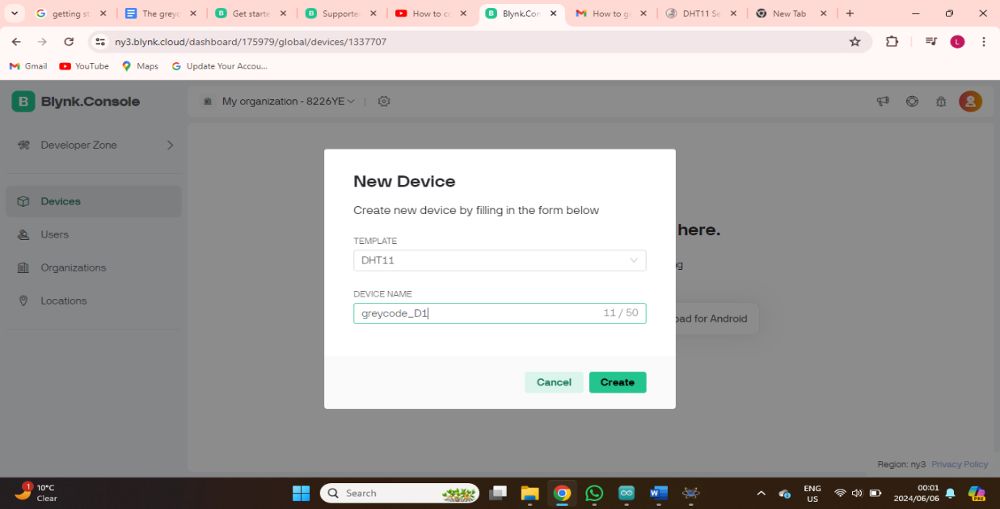 getting st
The greyc
Get starte
Supporte
How to co
Blynk.Con
How to g
DHT11 Se
New Tab
ny3.blynk.cloud/dashboard/175979/global/devices/1337707
L
Gmail
YouTube
Maps
Update Your Accou...
B
Blynk.Console
My organization - 8226YE
Developer Zone
Devices
Users
Organizations
Locations
here.
New Device
Create new device by filling in the form below
TEMPLATE
DHT11
DEVICE NAME
greycode_D1
11 / 50
oad for Android
Cancel
Create
Region: ny3 Privacy Policy
1
10°C
Clear
Search
ENG
US
00:01
2024/06/06
PRE